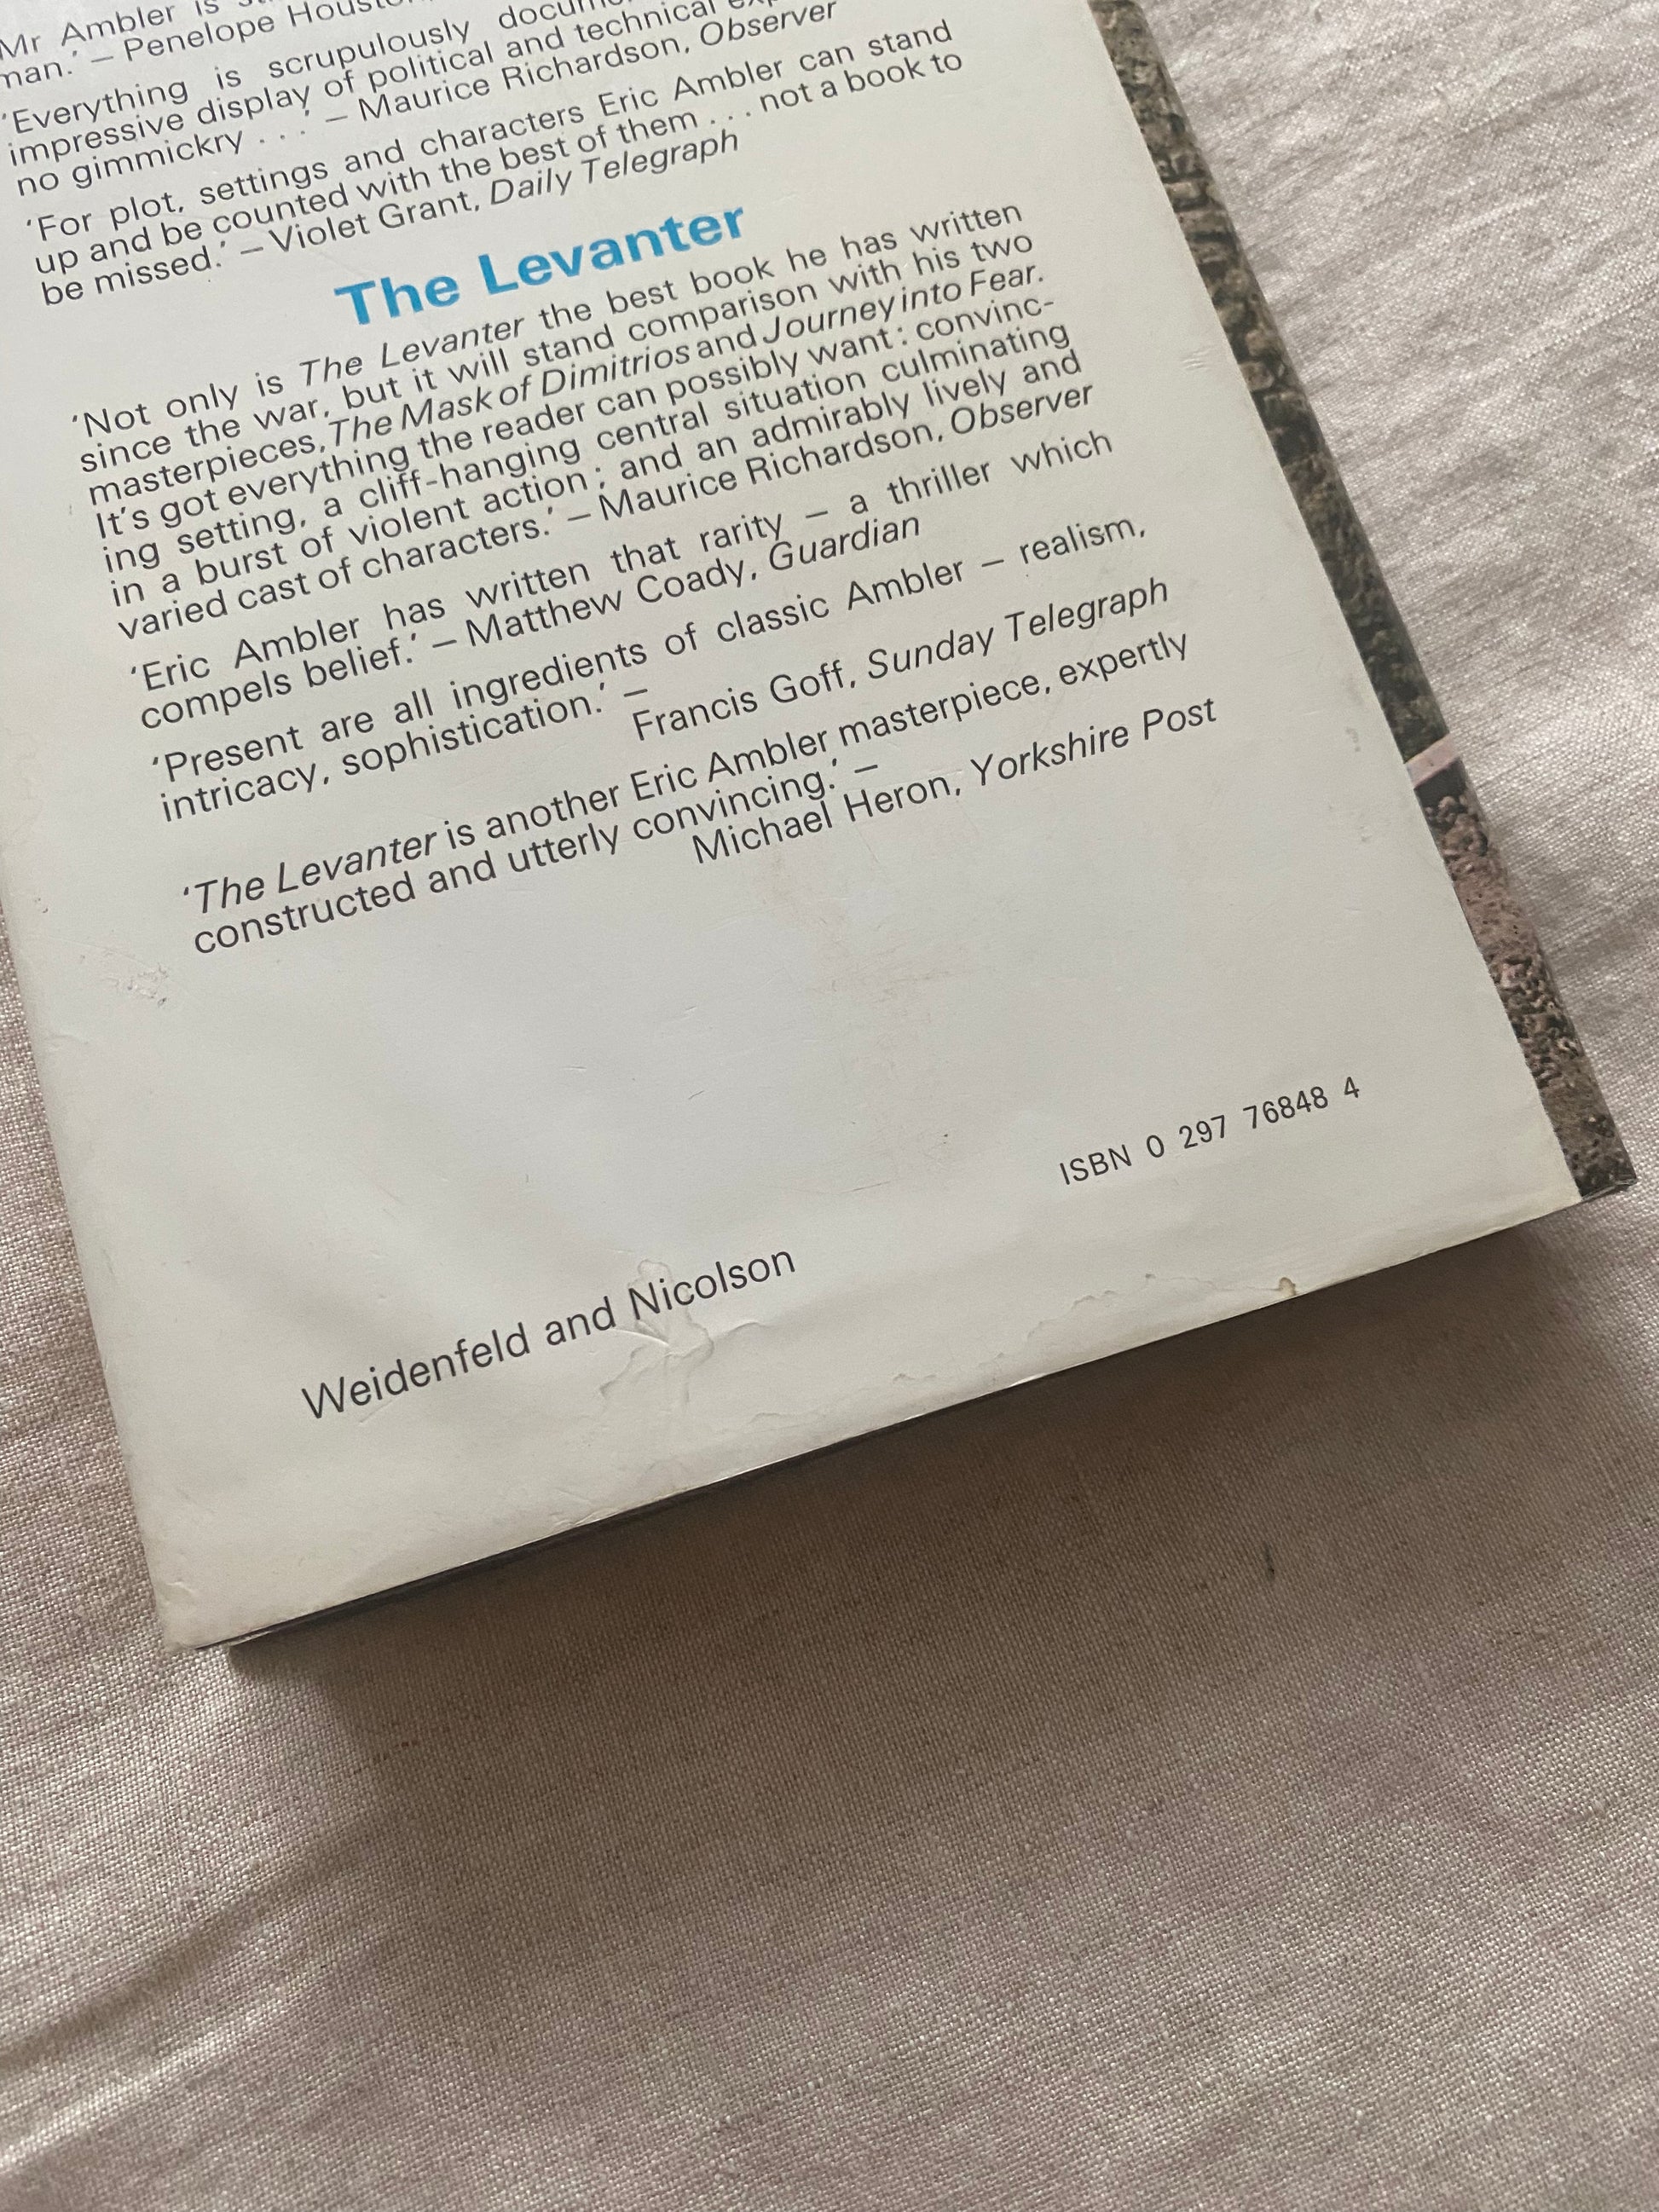 Mr Ambler is
man.' – Penelope
'Everything is scrupulously
impressive display of political and technical
no gimmickry . . .' – Maurice Richardson, Observer
'For plot, settings and characters Eric Ambler can stand
up and be counted with the best of them . . . not a book to
be missed.' – Violet Grant, Daily Telegraph
The Levanter
'Not only is The Levanter the best book he has written
since the war, but it will stand comparison with his two
masterpieces, The Mask of Dimitrios and Journey into Fear.
It's got everything the reader can possibly want : convinc-
ing setting, a cliff-hanging central situation culminating
in a burst of violent action ; and an admirably lively and
varied cast of characters.' – Maurice Richardson, Observer
'Eric Ambler has written that rarity – a thriller which
compels belief.' – Matthew Coady, Guardian
'Present are all ingredients of classic Ambler – realism,
intricacy, sophistication.' –
Francis Goff, Sunday Telegraph
'The Levanter is another Eric Ambler masterpiece, expertly
constructed and utterly convincing.' –
Michael Heron, Yorkshire Post
ISBN 0 297 76848 4
Weidenfeld and Nicolson